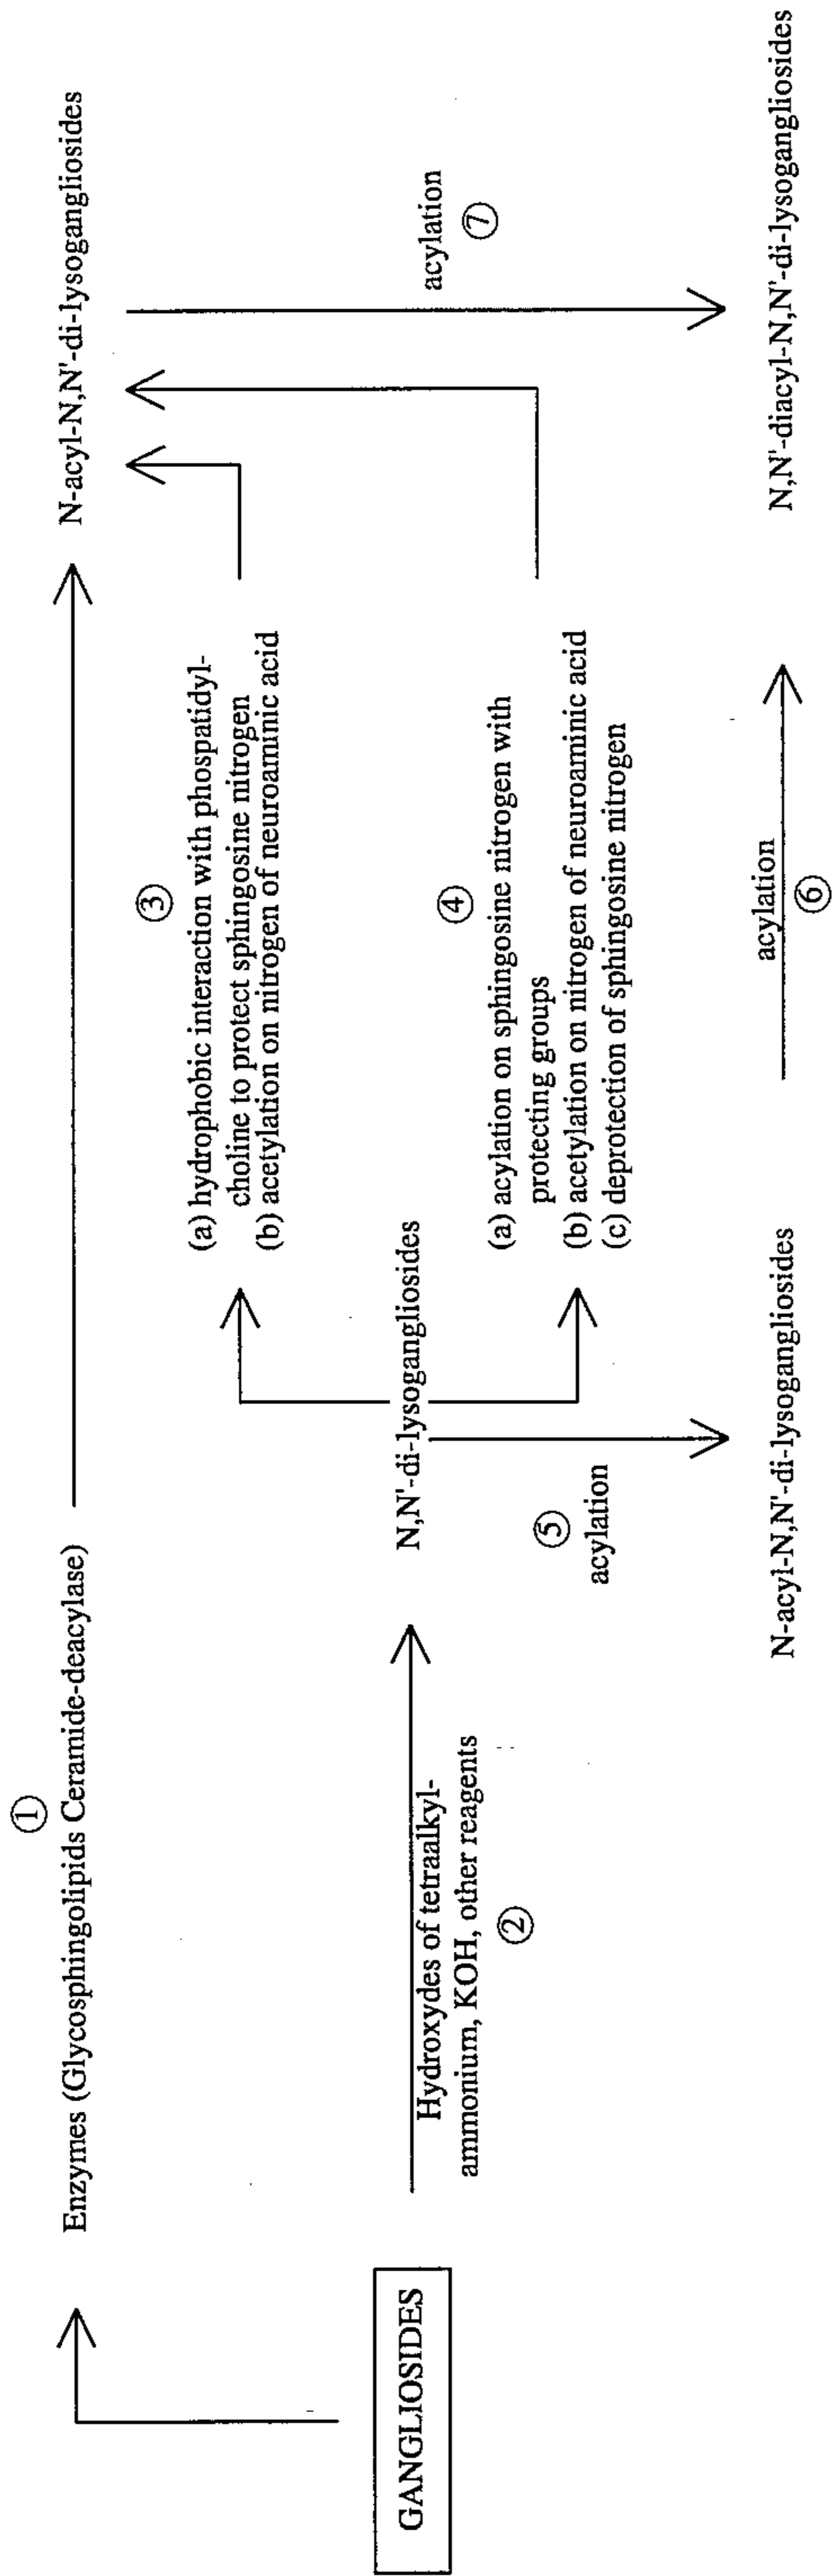 ①
Enzymes (Glycosphingolipids Ceramide-deacylase)
N-acyl-N,N'-di-lysogangliosides
③
(a) hydrophobic interaction with phospatidyl-
choline to protect sphingosine nitrogen
(b) acetylation on nitrogen of neuroaminic acid
acylation
⑦
GANGLIOSIDES
Hydroxydes of tetraalkyl-
ammonium, KOH, other reagents
②
N,N'-di-lysogangliosides
④
(a) acylation on sphingosine nitrogen with
protecting groups
(b) acetylation on nitrogen of neuroaminic acid
(c) deprotection of sphingosine nitrogen
⑤
acylation
acylation
⑥
N-acyl-N,N'-di-lysogangliosides
N,N'-diacyl-N,N'-di-lysogangliosides